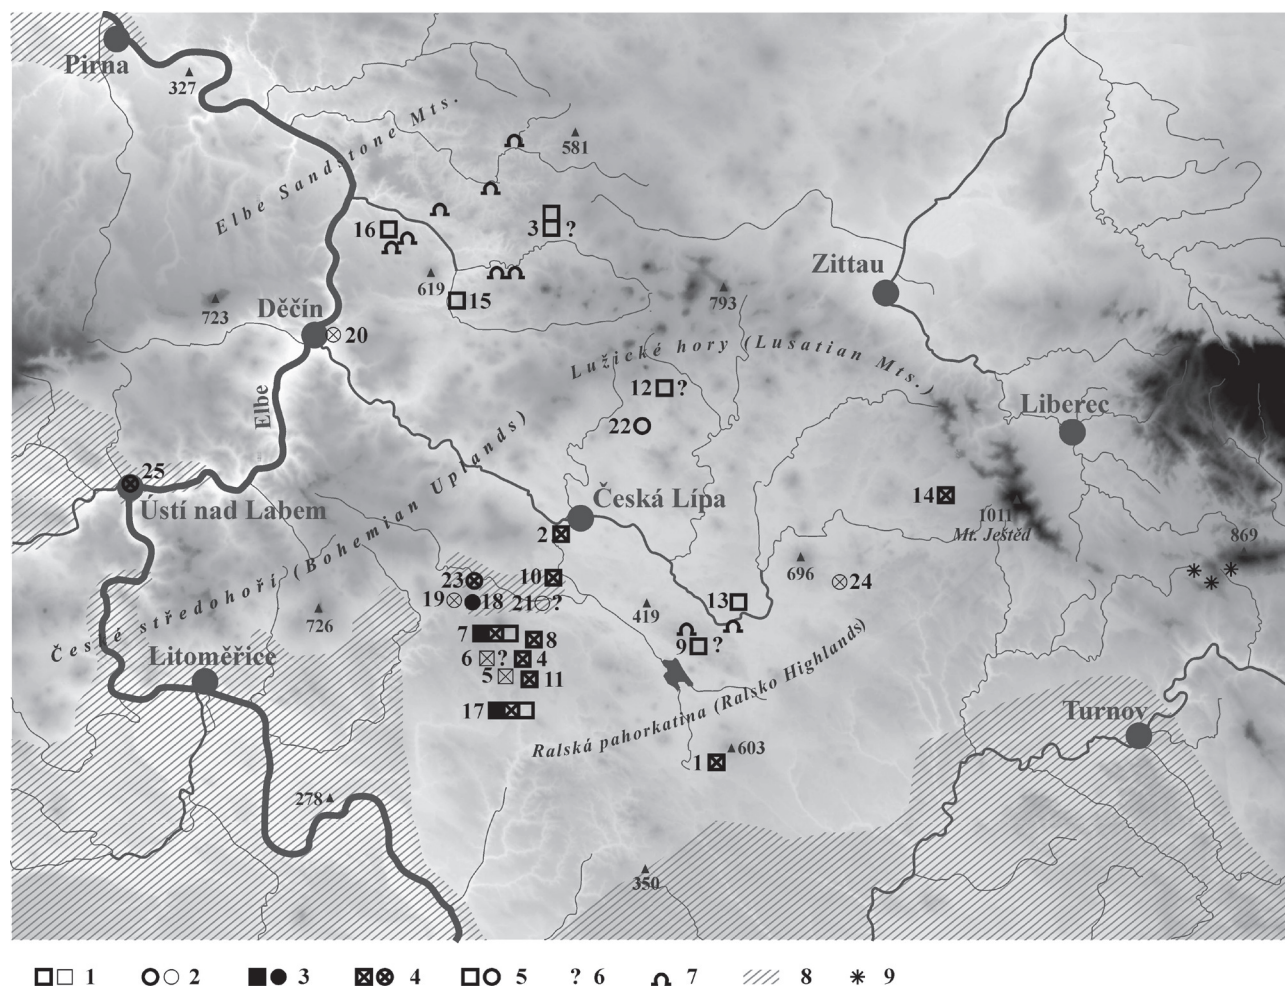 Pirna
327
Elbe Sandstone Mts.
581
16
3 ?
Zittau
619
15
793
723
Děčín
20
Lužické hory (Lusatian Mts.)
12 ?
22
Liberec
Elbe
25
Ústí nad Labem
České středohoří (Bohemian Uplands)
Česká Lípa
2
14
1011
Mt. Ještěd
869
23
10
696
24
19
18
21 ?
419
13
726
7
8
9 ?
6 ?
4
5
11
Litoměřice
17
Ralská pahorkatina (Ralsko Highlands)
Turnov
1
603
278
350
1 2 3 4 5 ? 6 7 8 9